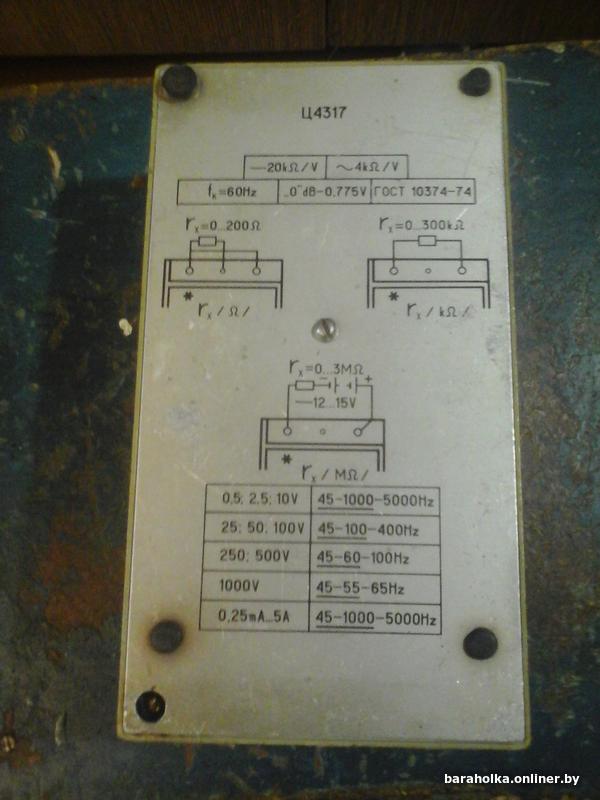 Ц4317
—20kΩ/V ~4kΩ/V
fк=60Hz „0"dB-0,775V ГОСТ 10374-74
rx=0...200Ω rx=0...300kΩ
* *
rx/Ω/ rx/kΩ/
rx=0...3MΩ
- +
—12...15V
*
rx/MΩ/
0,5; 2,5; 10V 45-1000-5000Hz
25; 50; 100V 45-100-400Hz
250; 500V 45-60-100Hz
1000V 45-55-65Hz
0,25mA...5A 45-1000-5000Hz
baraholka.onliner.by